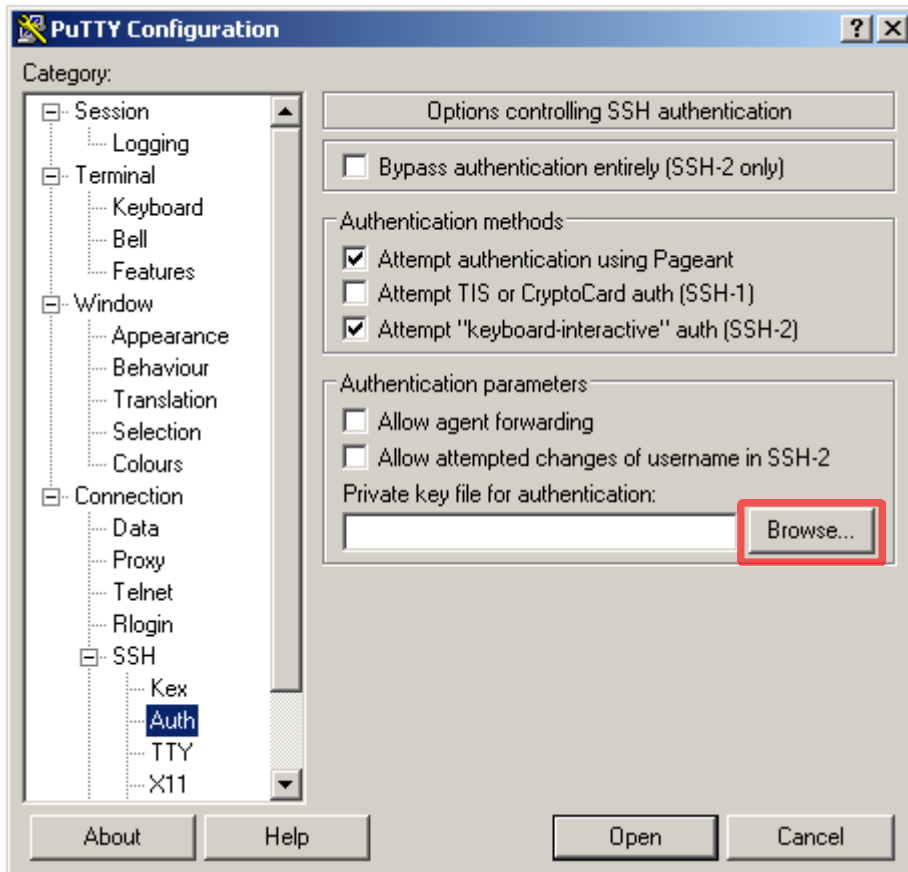 PuTTY Configuration
Category:
Session
Logging
Terminal
Keyboard
Bell
Features
Window
Appearance
Behaviour
Translation
Selection
Colours
Connection
Data
Proxy
Telnet
Rlogin
SSH
Kex
Auth
TTY
X11
Options controlling SSH authentication
Bypass authentication entirely (SSH-2 only)
Authentication methods
Attempt authentication using Pageant
Attempt TIS or CryptoCard auth (SSH-1)
Attempt "keyboard-interactive" auth (SSH-2)
Authentication parameters
Allow agent forwarding
Allow attempted changes of username in SSH-2
Private key file for authentication:
Browse...
About
Help
Open
Cancel